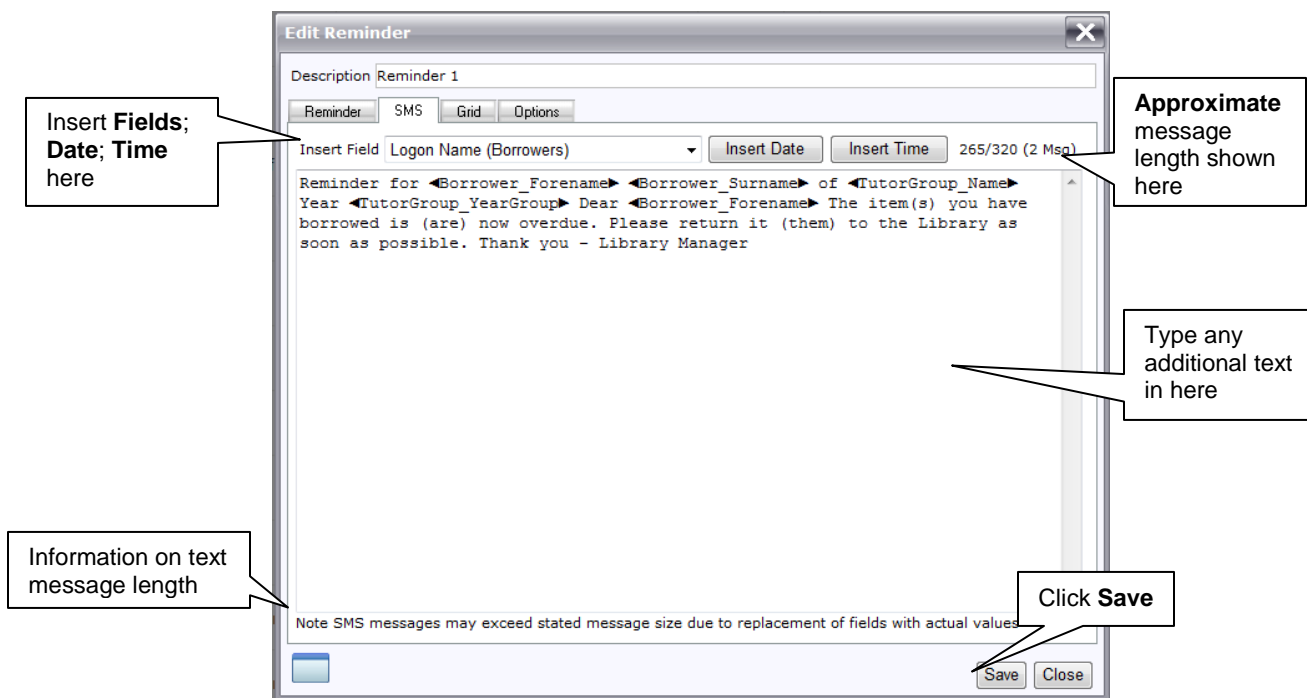 Edit Reminder
Description Reminder 1
Reminder SMS Grid Options
Insert Field Logon Name (Borrowers) Insert Date Insert Time 265/320 (2 Msg)
Reminder for ◄Borrower_Forename► ◄Borrower_Surname► of ◄TutorGroup_Name►
Year ◄TutorGroup_YearGroup► Dear ◄Borrower_Forename► The item(s) you have
borrowed is (are) now overdue. Please return it (them) to the Library as
soon as possible. Thank you – Library Manager
Insert Fields;
Date; Time
here
Approximate
message
length shown
here
Type any
additional text
in here
Information on text
message length
Click Save
Note SMS messages may exceed stated message size due to replacement of fields with actual values
Save Close